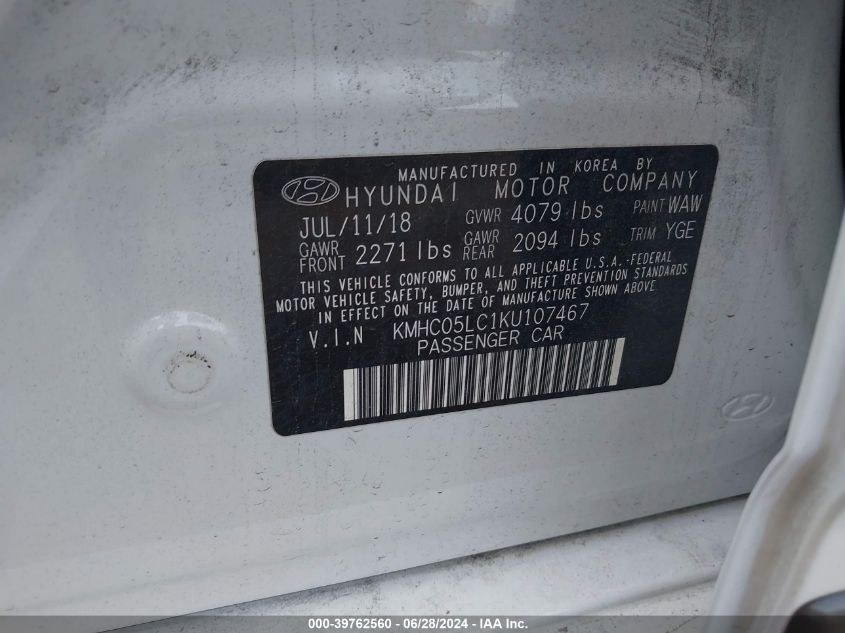 MANUFACTURED IN KOREA BY
HYUNDAI MOTOR COMPANY
JUL/11/18 GVWR 4079 lbs PAINT WAW
GAWR FRONT 2271 lbs GAWR REAR 2094 lbs TRIM YGE
THIS VEHICLE CONFORMS TO ALL APPLICABLE U.S.A.-FEDERAL
MOTOR VEHICLE SAFETY, BUMPER, AND THEFT PREVENTION STANDARDS
IN EFFECT ON THE DATE OF MANUFACTURE SHOWN ABOVE
V.I.N KMHC05LC1KU107467
PASSENGER CAR
000-39762560 - 06/28/2024 - IAAI.com